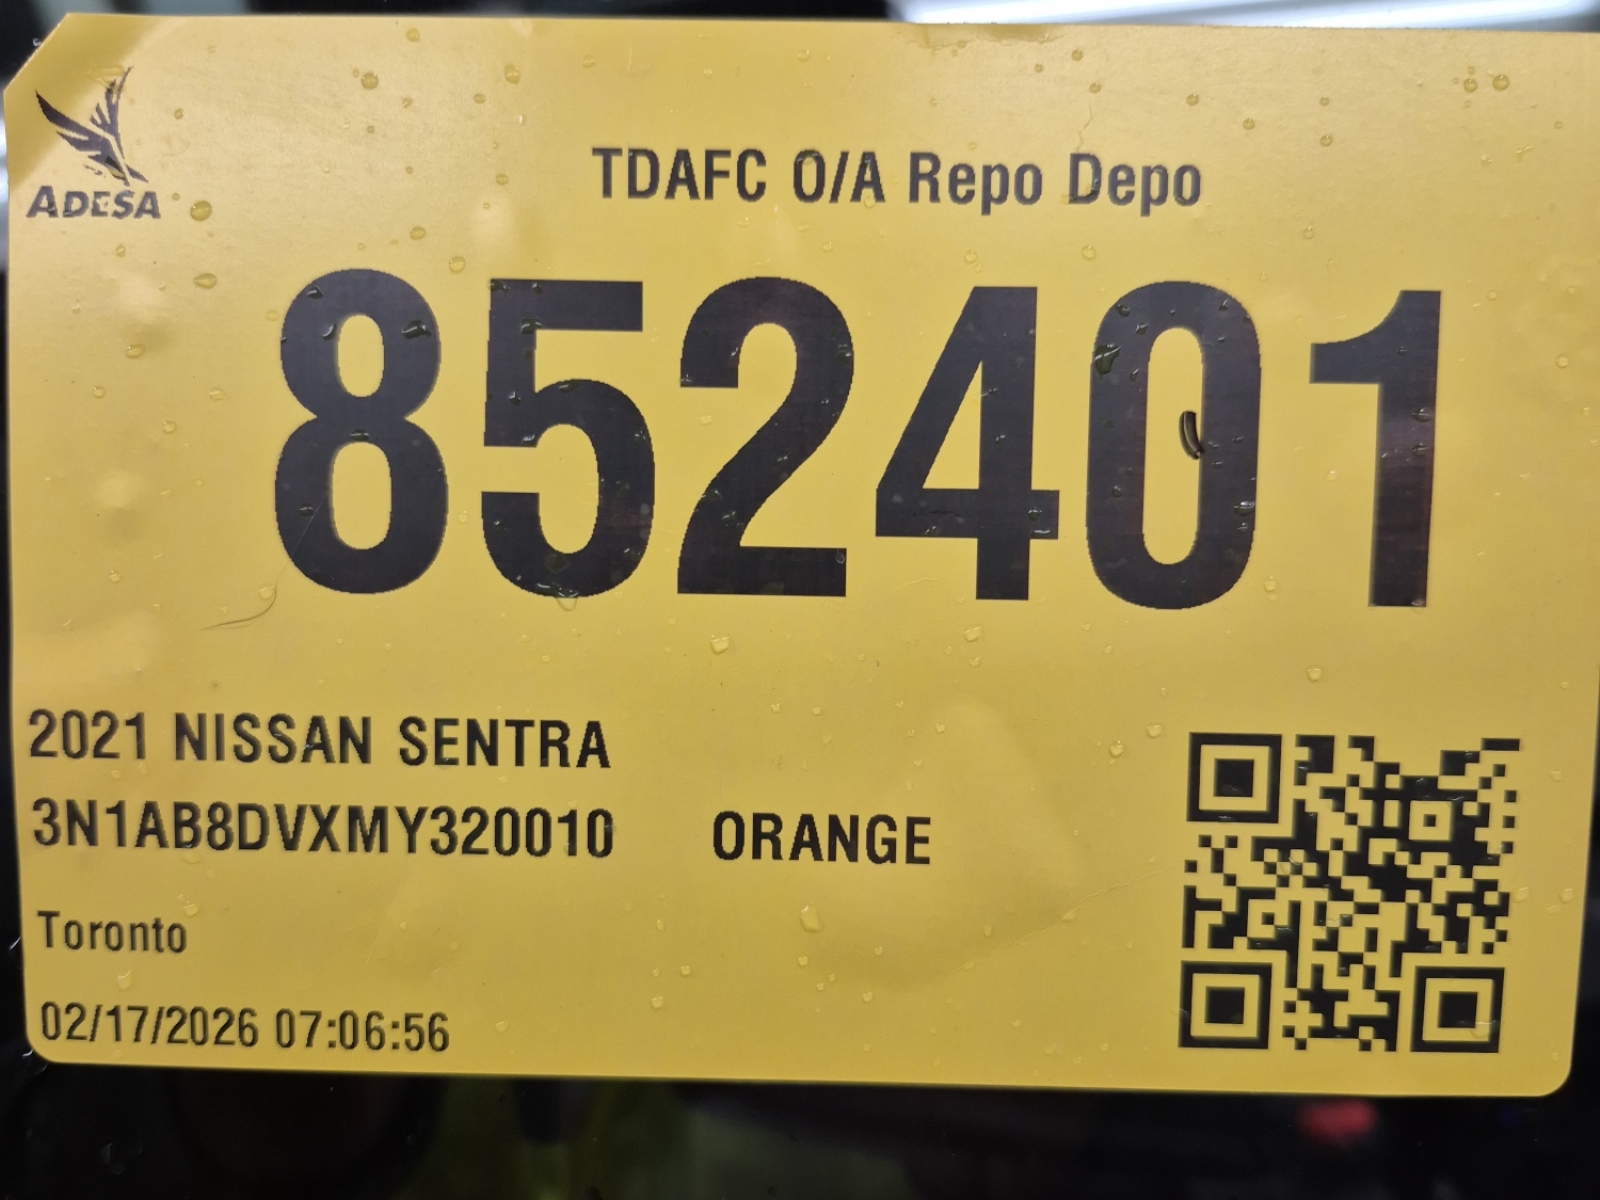 ADESA
TDAFC O/A Repo Depo
852401
2021 NISSAN SENTRA
3N1AB8DVXMY320010 ORANGE
Toronto
02/17/2026 07:06:56